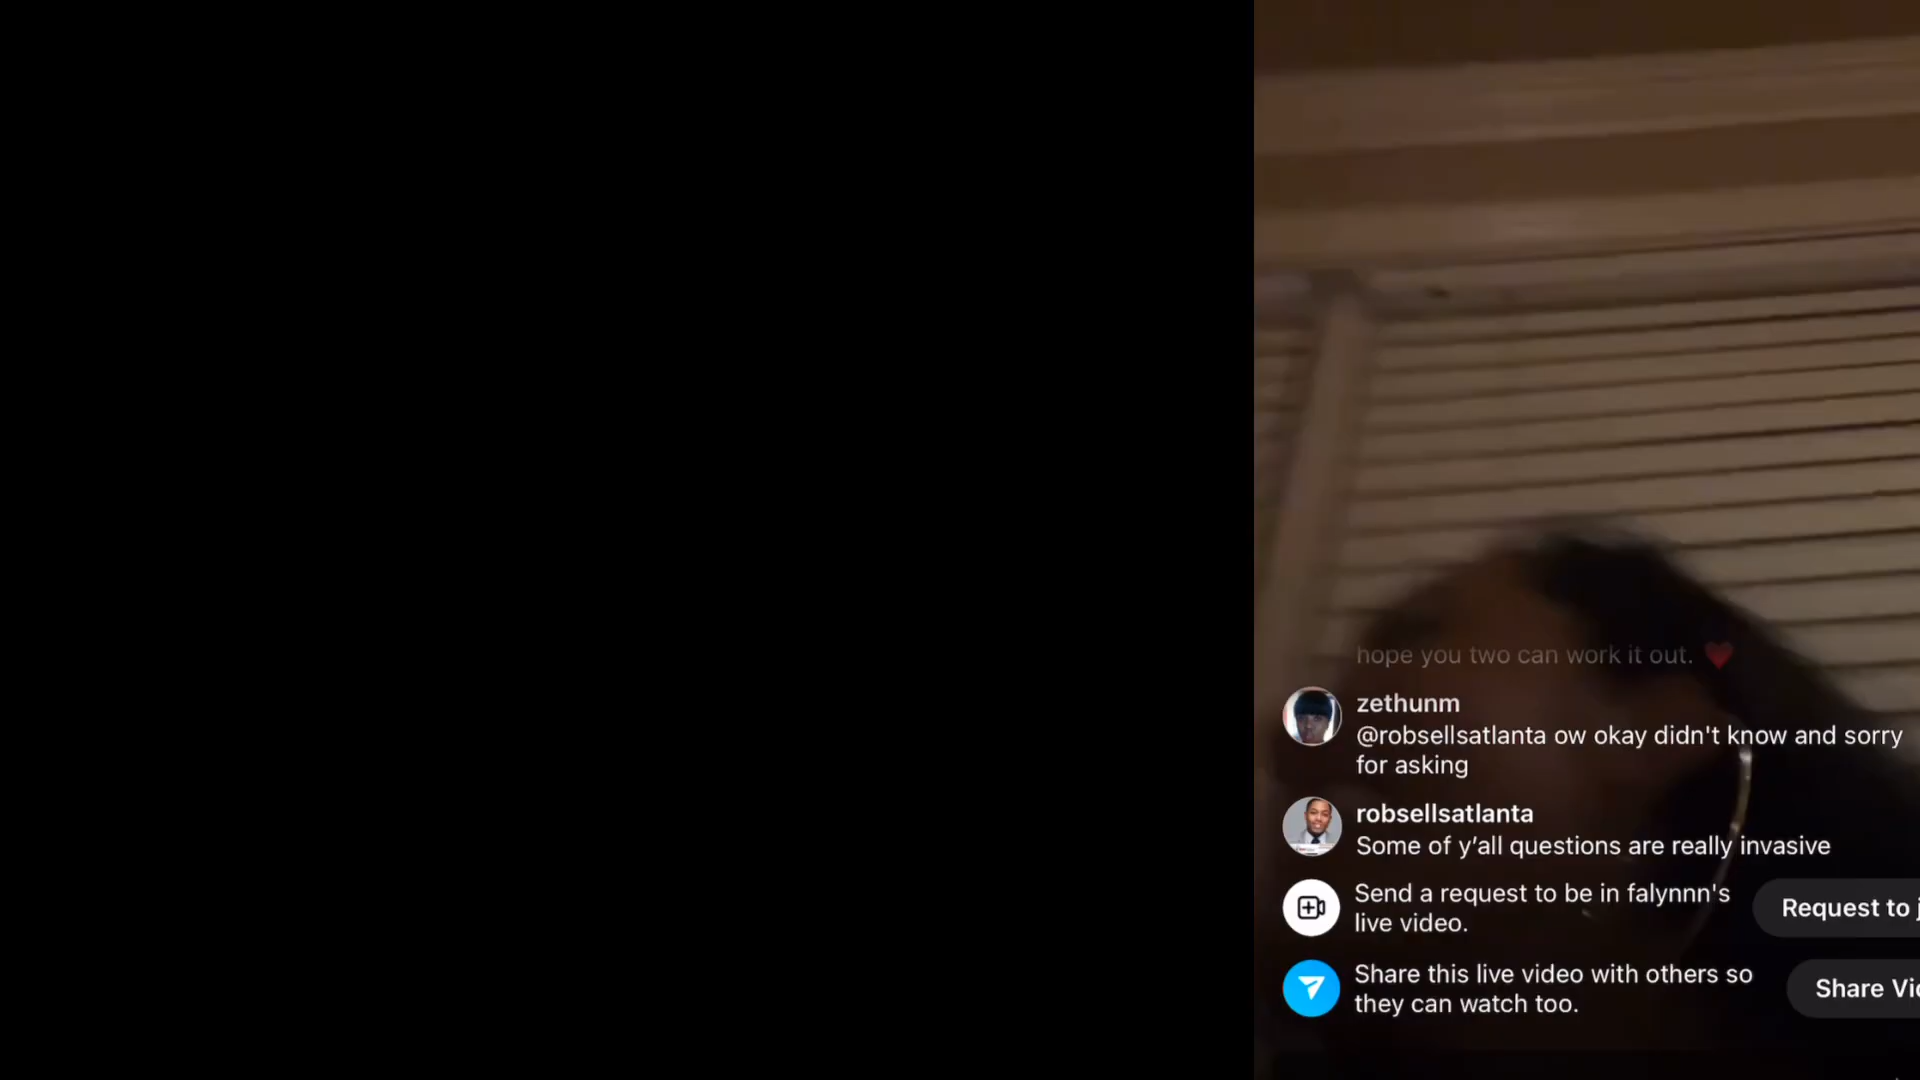 hope you two can work it out. ❤️
zethunm
@robsellsatlanta ow okay didn't know and sorry
for asking
robsellsatlanta
Some of y’all questions are really invasive
Send a request to be in falynnn's
live video.
Request to j
Share this live video with others so
they can watch too.
Share Vid